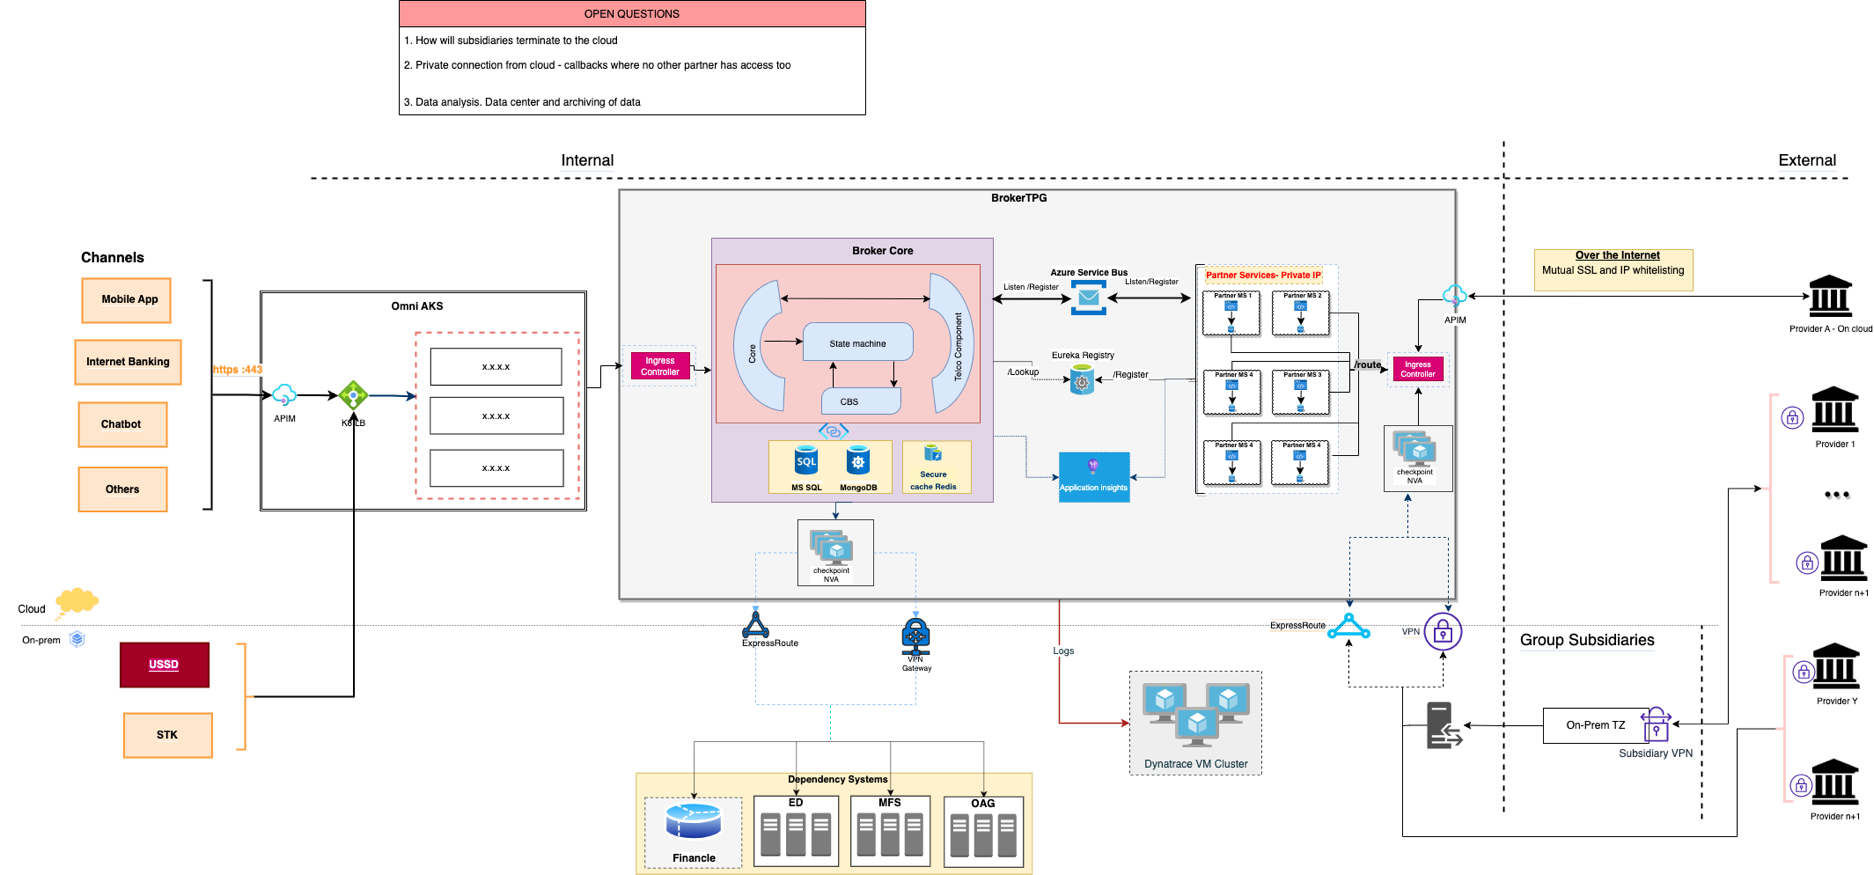 OPEN QUESTIONS
1. How will subsidiaries terminate to the cloud
2. Private connection from cloud - callbacks where no other partner has access too
3. Data analysis. Data center and archiving of data
Internal
External
BrokerTPG
Channels
Mobile App
Internet Banking
Chatbot
Others
https :443
APIM
K8 LB
Omni AKS
x.x.x.x
x.x.x.x
x.x.x.x
Ingress
Controller
Broker Core
Core
State machine
CBS
Telco Component
MS SQL
SQL
MongoDB
Secure
cache Redis
checkpoint
NVA
Azure Service Bus
Listen /Register
LIsten/Register
Eureka Registry
/Lookup
/Register
Application insights
Partner Services- Private IP
Partner MS 1
Partner MS 2
Partner MS 4
Partner MS 3
Partner MS 4
Partner MS 4
/route
Ingress
Controller
APIM
checkpoint
NVA
Over the Internet
Mutual SSL and IP whitelisting
Provider A - On cloud
Provider 1
Provider n+1
Cloud
On-prem
USSD
STK
ExpressRoute
VPN
Gateway
Logs
Dynatrace VM Cluster
ExpressRoute
VPN
Group Subsidiaries
On-Prem TZ
Subsidiary VPN
Provider Y
Provider n+1
Dependency Systems
Financle
ED
MFS
OAG